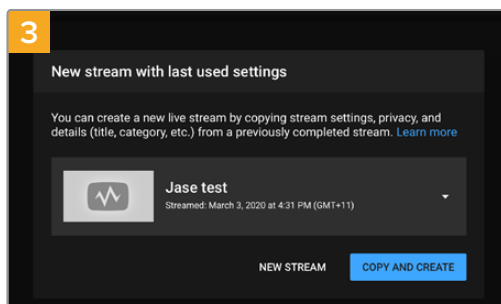 3
New stream with last used settings
You can create a new live stream by copying stream settings, privacy, and
details (title, category, etc.) from a previously completed stream. Learn more
Jase test
Streamed: March 3, 2020 at 4:31 PM (GMT+11)
NEW STREAM COPY AND CREATE